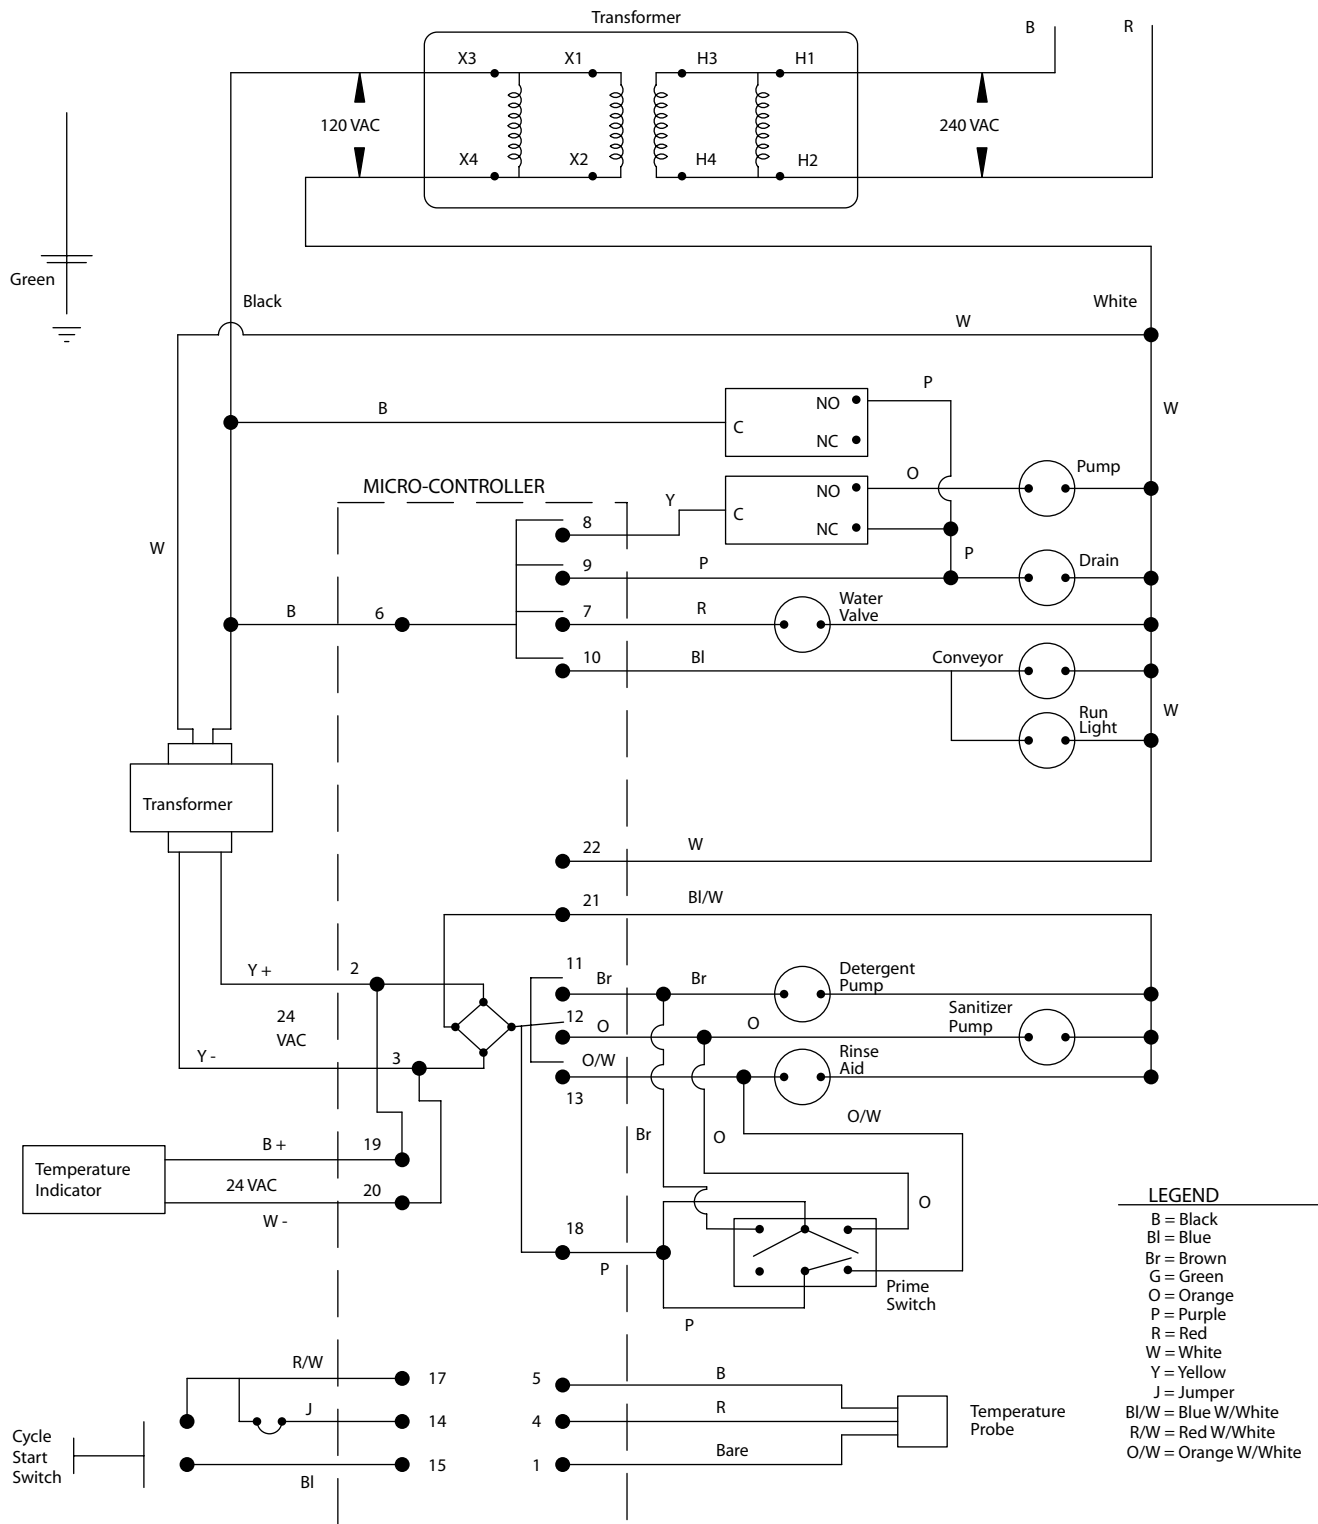 Transformer
B
R
X3
X1
H3
H1
120 VAC
240 VAC
X4
X2
H4
H2
Green
Black
White
W
P
B
NO
W
C
NC
Pump
MICRO-CONTROLLER
O
Y
NO
8
C
NC
W
9
P
P
Drain
B
6
7
R
Water
Valve
10
Bl
Conveyor
Run
Light
W
Transformer
22
W
21
Bl/W
Y +
2
11
Br
Br
Detergent
Pump
24
VAC
12
O
O
Sanitizer
Pump
Y -
3
O/W
Rinse
Aid
13
O/W
Br
O
B +
19
Temperature
Indicator
24 VAC
20
W -
O
18
P
Prime
Switch
P
LEGEND
B = Black
Bl = Blue
Br = Brown
G = Green
O = Orange
P = Purple
R = Red
W = White
Y = Yellow
J = Jumper
Bl/W = Blue W/White
R/W = Red W/White
O/W = Orange W/White
R/W
17
5
B
J
14
4
R
Temperature
Probe
Cycle
Start
Switch
15
1
Bare
Bl